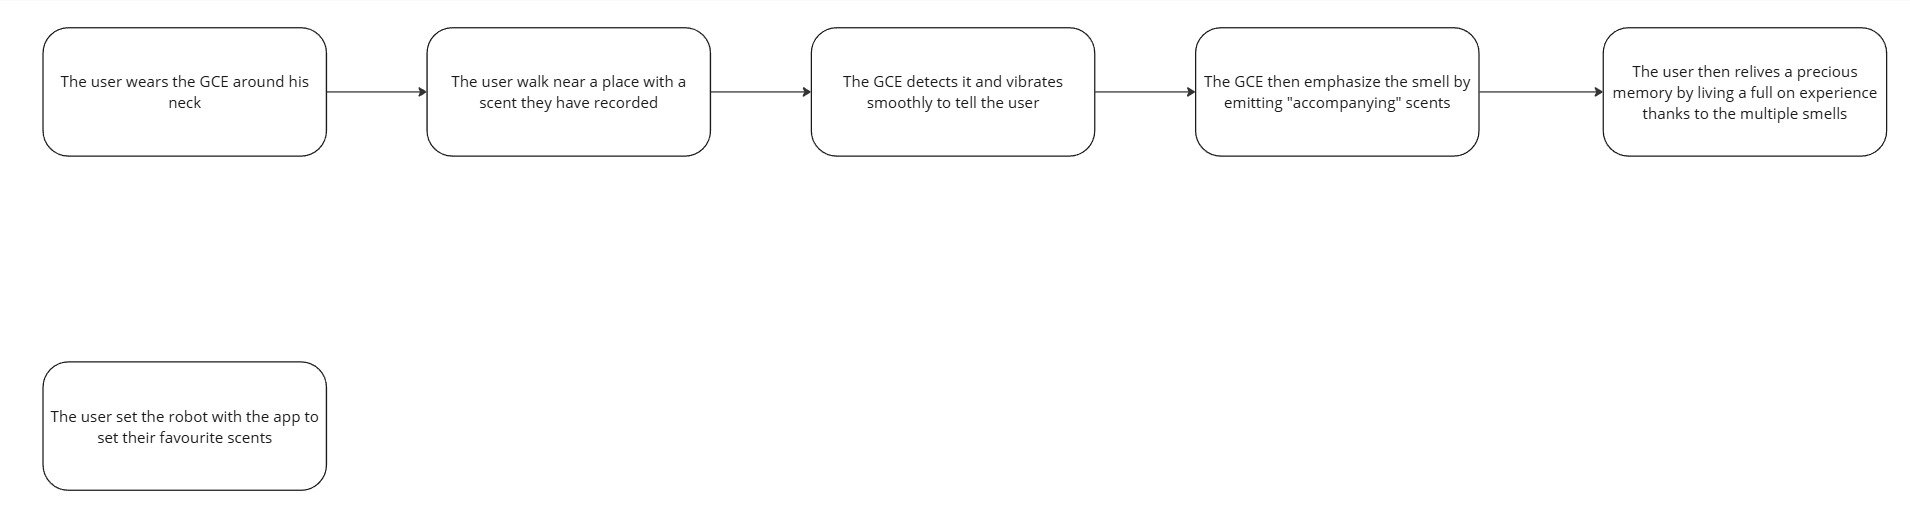 The user wears the GCE around his
neck
The user walk near a place with a
scent they have recorded
The GCE detects it and vibrates
smoothly to tell the user
The GCE then emphasize the smell by
emitting "accompanying" scents
The user then relives a precious
memory by living a full on experience
thanks to the multiple smells
The user set the robot with the app to
set their favourite scents